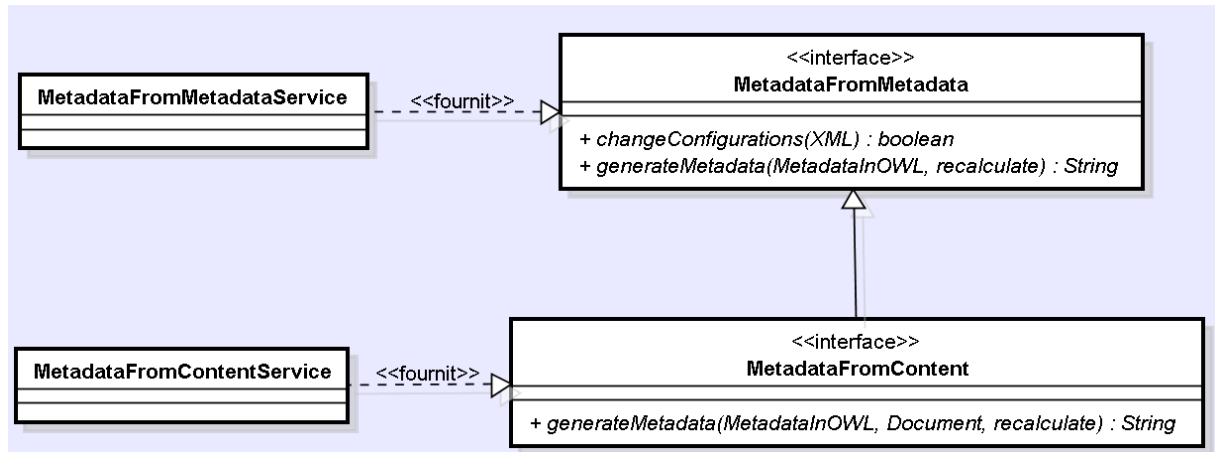 <<interface>>
MetadataFromMetadata
MetadataFromMetadataService
<<fournit>>
+ changeConfigurations(XML) : boolean
+ generateMetadata(MetadataInOWL, recalculate) : String
<<interface>>
MetadataFromContent
MetadataFromContentService
<<fournit>>
+ generateMetadata(MetadataInOWL, Document, recalculate) : String